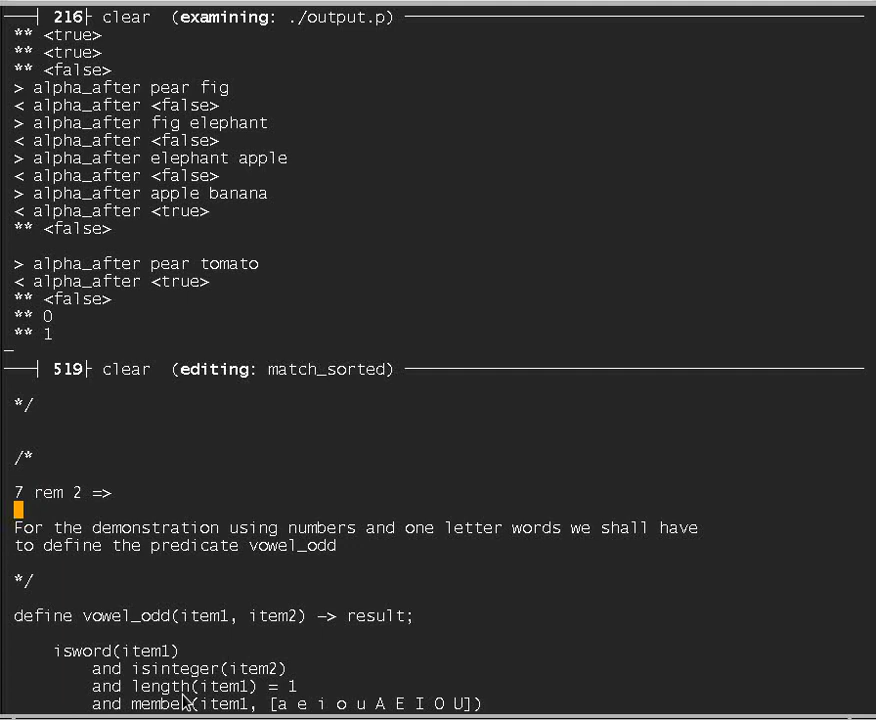 216 clear (examining: ./output.p)
** <true>
** <true>
** <false>
> alpha_after pear fig
< alpha_after <false>
> alpha_after fig elephant
< alpha_after <false>
> alpha_after elephant apple
< alpha_after <false>
> alpha_after apple banana
< alpha_after <true>
** <false>
> alpha_after pear tomato
< alpha_after <true>
** <false>
** 0
** 1
519 clear (editing: match_sorted)
*/
/*
7 rem 2 =>
For the demonstration using numbers and one letter words we shall have
to define the predicate vowel_odd
*/
define vowel_odd(item1, item2) -> result;
isword(item1)
and isinteger(item2)
and length(item1) = 1
and member(item1, [a e i o u A E I O U])